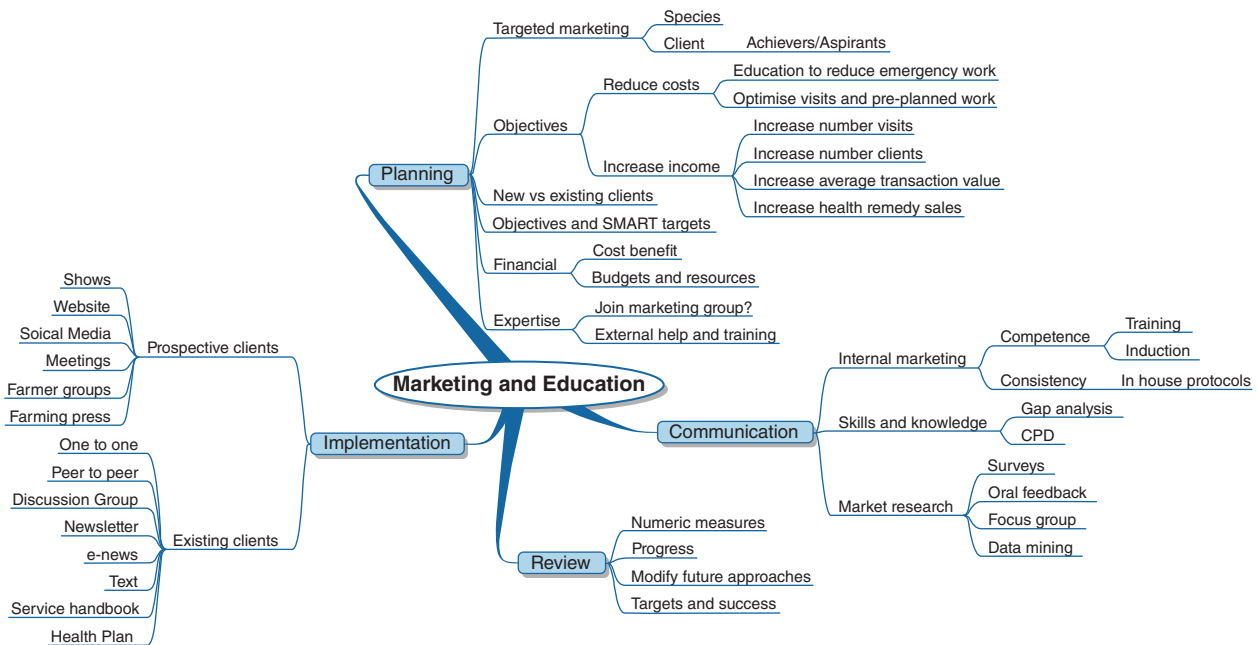 Marketing and Education
Planning
Targeted marketing
Species
Client
Achievers/Aspirants
Objectives
Reduce costs
Education to reduce emergency work
Optimise visits and pre-planned work
Increase income
Increase number visits
Increase number clients
Increase average transaction value
Increase health remedy sales
New vs existing clients
Objectives and SMART targets
Financial
Cost benefit
Budgets and resources
Expertise
Join marketing group?
External help and training
Communication
Internal marketing
Competence
Training
Induction
Consistency
In house protocols
Skills and knowledge
Gap analysis
CPD
Market research
Surveys
Oral feedback
Focus group
Data mining
Review
Numeric measures
Progress
Modify future approaches
Targets and success
Implementation
Prospective clients
Shows
Website
Soical Media
Meetings
Farmer groups
Farming press
Existing clients
One to one
Peer to peer
Discussion Group
Newsletter
e-news
Text
Service handbook
Health Plan